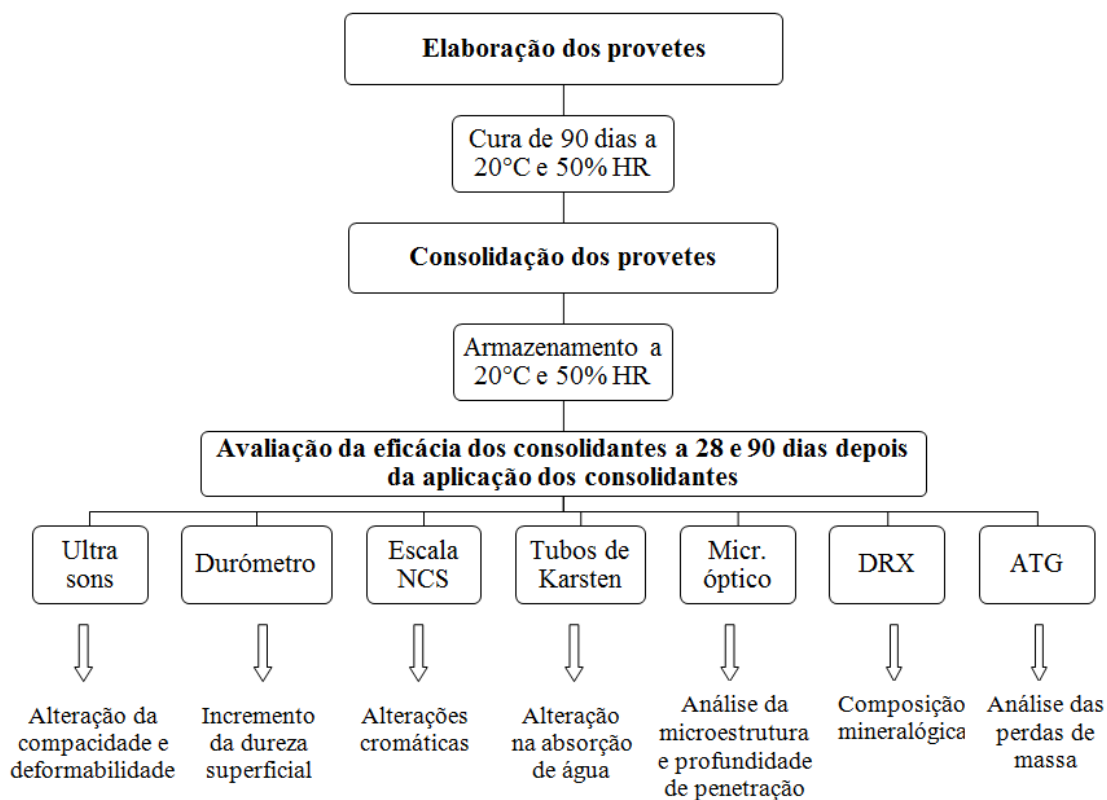 Elaboração dos provetes
Cura de 90 dias a
20°C e 50% HR
Consolidação dos provetes
Armazenamento a
20°C e 50% HR
Avaliação da eficácia dos consolidantes a 28 e 90 dias depois
da aplicação dos consolidantes
Ultra
sons
Durómetro
Escala
NCS
Tubos de
Karsten
Micr.
óptico
DRX
ATG
Alteração da
compacidade e
deformabilidade
Incremento
da dureza
superficial
Alterações
cromáticas
Alteração
na absorção
de água
Análise da
microestrutura
e profundidade
de penetração
Composição
mineralógica
Análise das
perdas de
massa